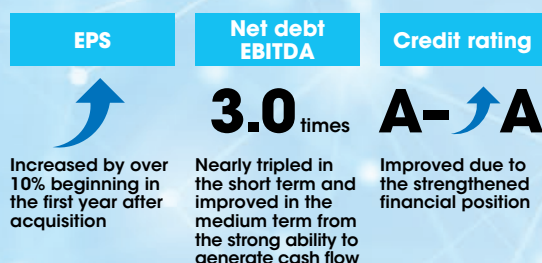 EPS
Increased by over
10% beginning in
the first year after
acquisition
Net debt
EBITDA
3.0 times
Nearly tripled in
the short term and
improved in the
medium term from
the strong ability to
generate cash flow
Credit rating
A– A
Improved due to
the strengthened
financial position